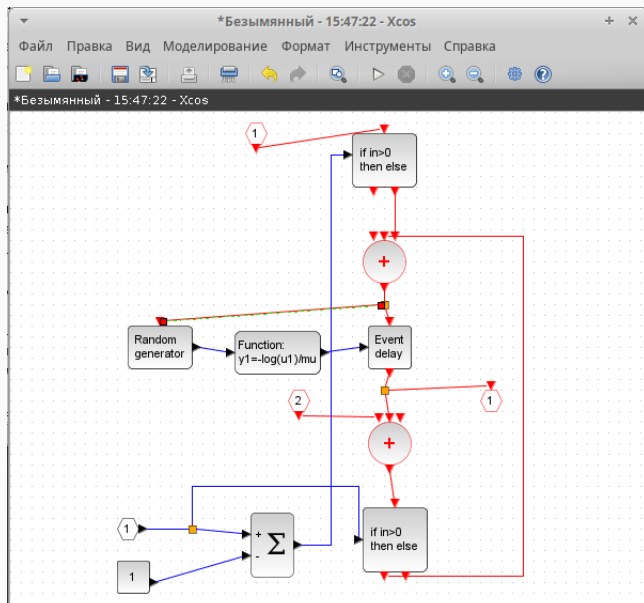 *Безымянный - 15:47:22 - Xcos
Файл Правка Вид Моделирование Формат Инструменты Справка
*Безымянный - 15:47:22 - Xcos
1
if in>0
then else
+
Random
generator
Function:
y1=-log(u1)/mu
Event
delay
2
1
+
1
+
-
Σ
if in>0
then else
1